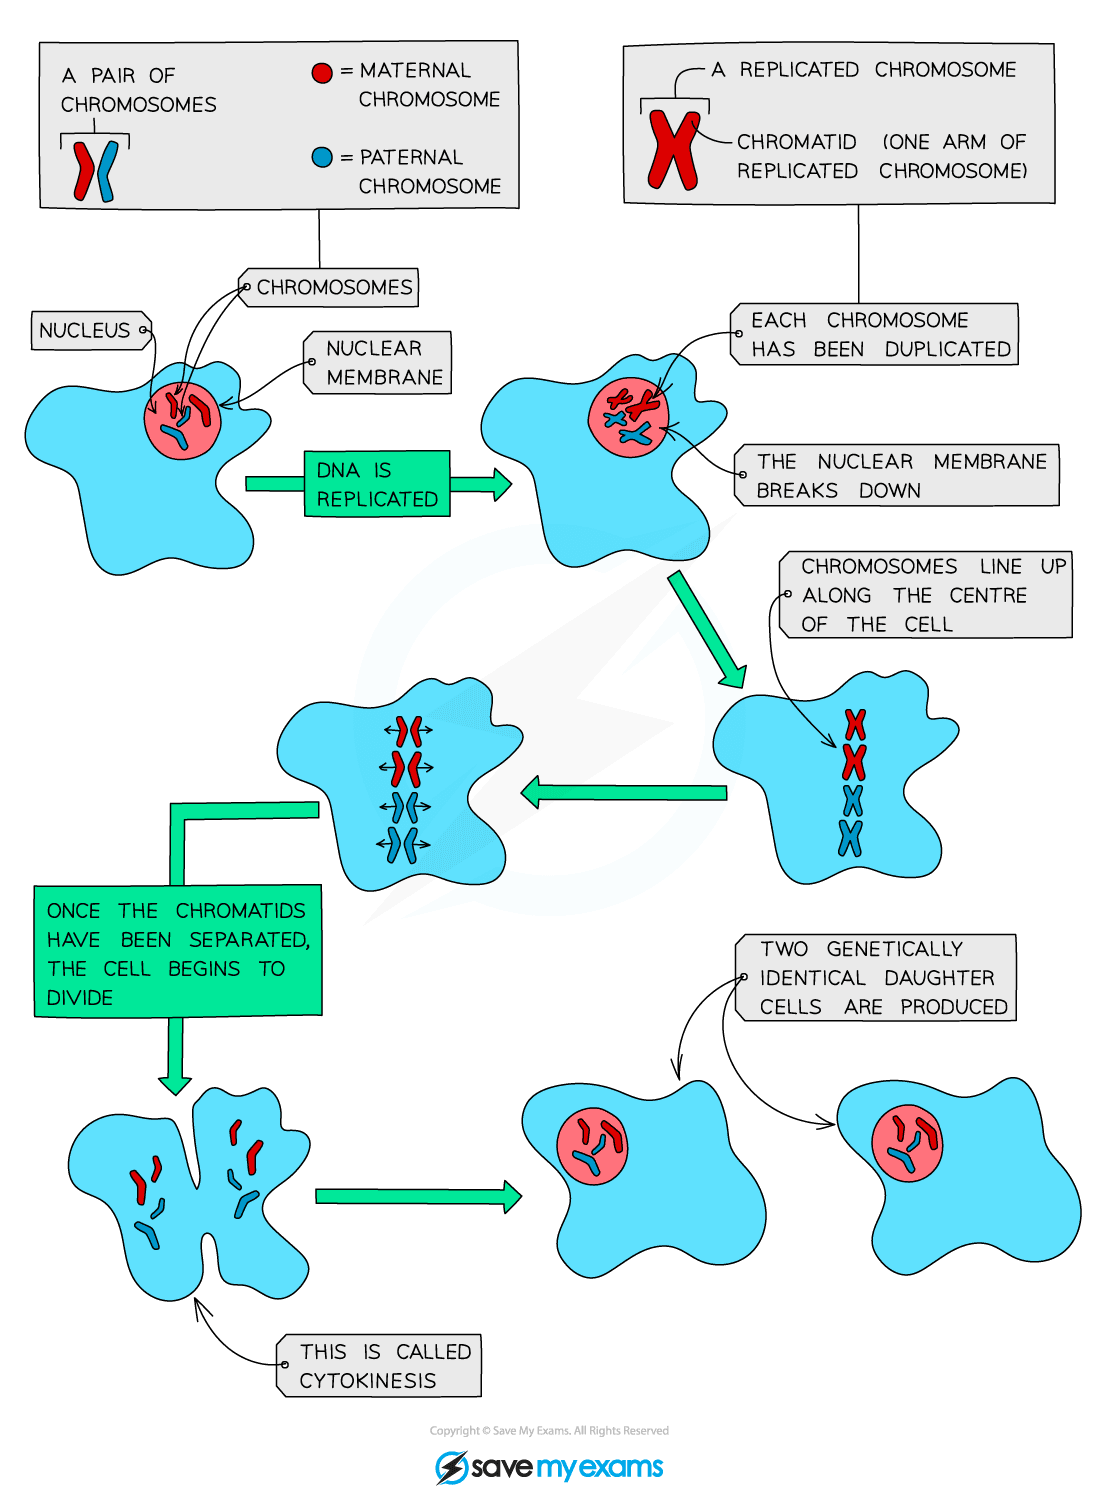 A PAIR OF
CHROMOSOMES
= MATERNAL
CHROMOSOME
= PATERNAL
CHROMOSOME
A REPLICATED CHROMOSOME
CHROMATID (ONE ARM OF
REPLICATED CHROMOSOME)
CHROMOSOMES
NUCLEUS
NUCLEAR
MEMBRANE
EACH CHROMOSOME
HAS BEEN DUPLICATED
DNA IS
REPLICATED
THE NUCLEAR MEMBRANE
BREAKS DOWN
CHROMOSOMES LINE UP
ALONG THE CENTRE
OF THE CELL
ONCE THE CHROMATIDS
HAVE BEEN SEPARATED,
THE CELL BEGINS TO
DIVIDE
TWO GENETICALLY
IDENTICAL DAUGHTER
CELLS ARE PRODUCED
THIS IS CALLED
CYTOKINESIS
Copyright © Save My Exams. All Rights Reserved
savemyexams